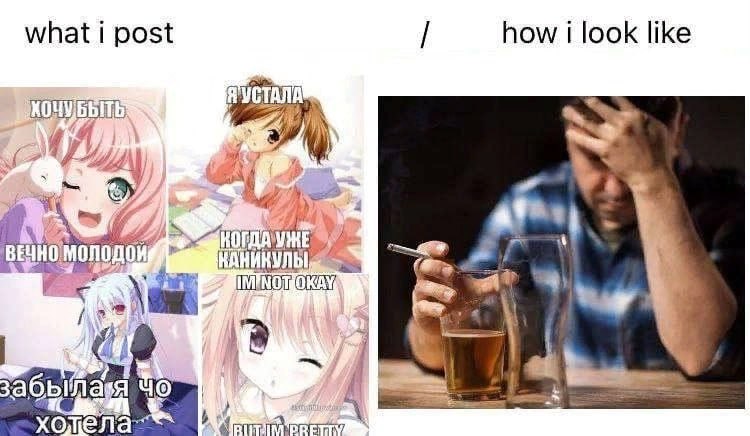 what i post / how i look like
ХОЧУ БЫТЬ
ВЕЧНО МОЛОДОЙ
Я УСТАЛА
КОГДА УЖЕ
КАНИКУЛЫ
забыла я чо
хотела
IM NOT OKAY
BUT IM PRETTY